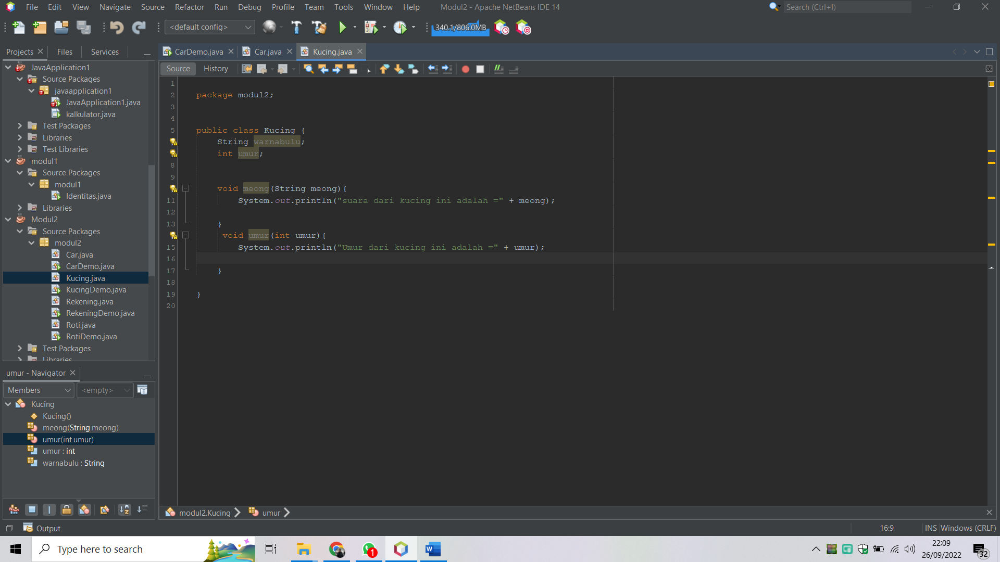 File Edit View Navigate Source Refactor Run Debug Profile Team Tools Window Help Modul2 - Apache NetBeans IDE 14 Search (Ctrl+I)
<default config> 340.1/806.0MB
Projects Files Services
CarDemo.java Car.java Kucing.java
Source History
JavaApplication1
Source Packages
javaapplication1
JavaApplication1.java
kalkulator.java
Test Packages
Libraries
Test Libraries
modul1
Source Packages
modul1
Identitas.java
Libraries
Modul2
Source Packages
modul2
Car.java
CarDemo.java
Kucing.java
KucingDemo.java
Rekening.java
RekeningDemo.java
Roti.java
RotiDemo.java
Test Packages
Libraries
umur - Navigator
Members <empty>
Kucing
Kucing()
meong(String meong)
umur(int umur)
umur : int
warnabulu : String
1
2 package modul2;
3
4
5 public class Kucing {
String warnabulu;
int umur;
8
9
void meong(String meong){
11 System.out.println("suara dari kucing ini adalah =" + meong);
12
13 }
void umur(int umur){
15 System.out.println("Umur dari kucing ini adalah =" + umur);
16
17 }
18
19 }
20
modul2.Kucing umur
Output 16:9 INS Windows (CRLF)
Type here to search 1 W 22:09
26/09/2022 32